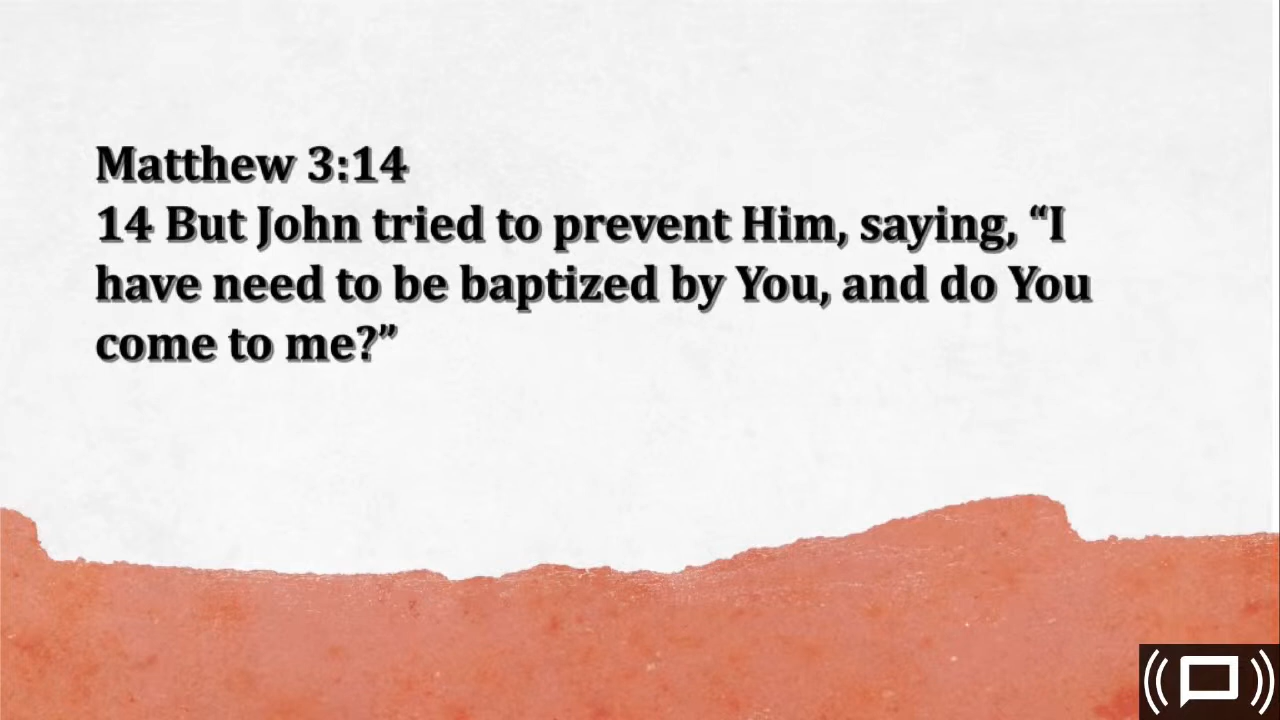 Matthew 3:14
14 But John tried to prevent Him, saying, “I
have need to be baptized by You, and do You
come to me?”